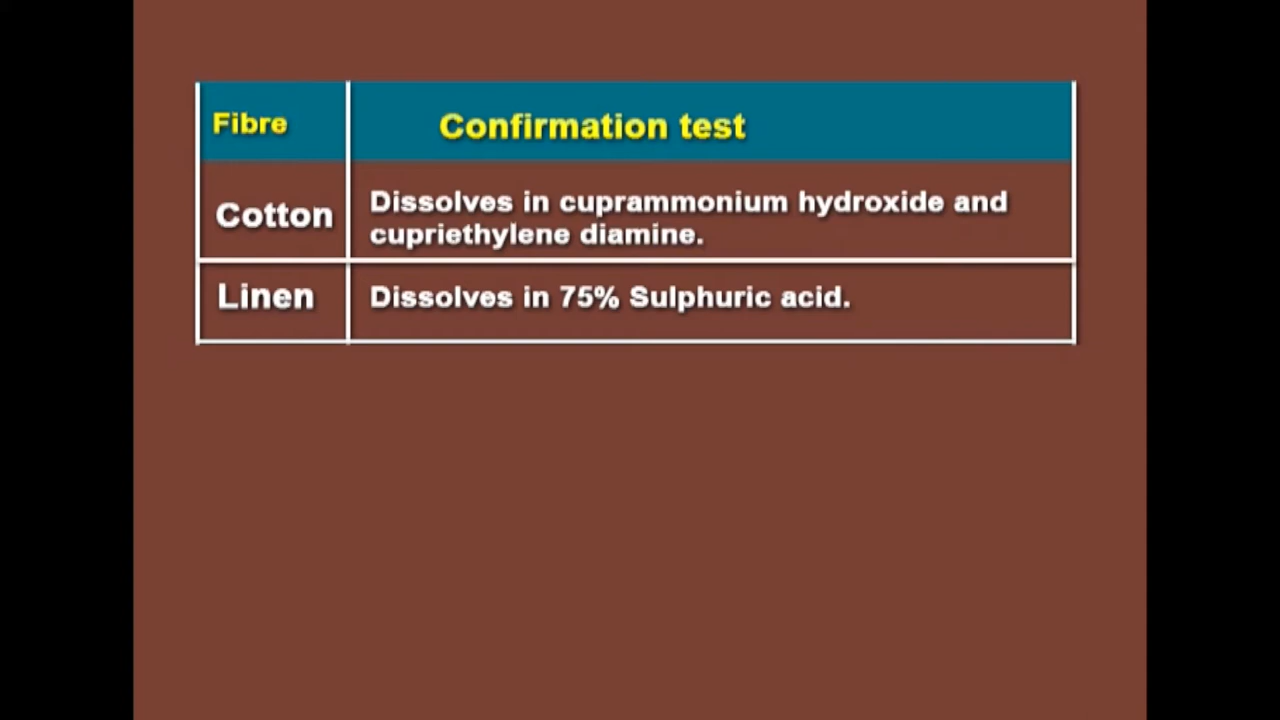 Fibre
Confirmation test
Cotton
Dissolves in cuprammonium hydroxide and
cupriethylene diamine.
Linen
Dissolves in 75% Sulphuric acid.